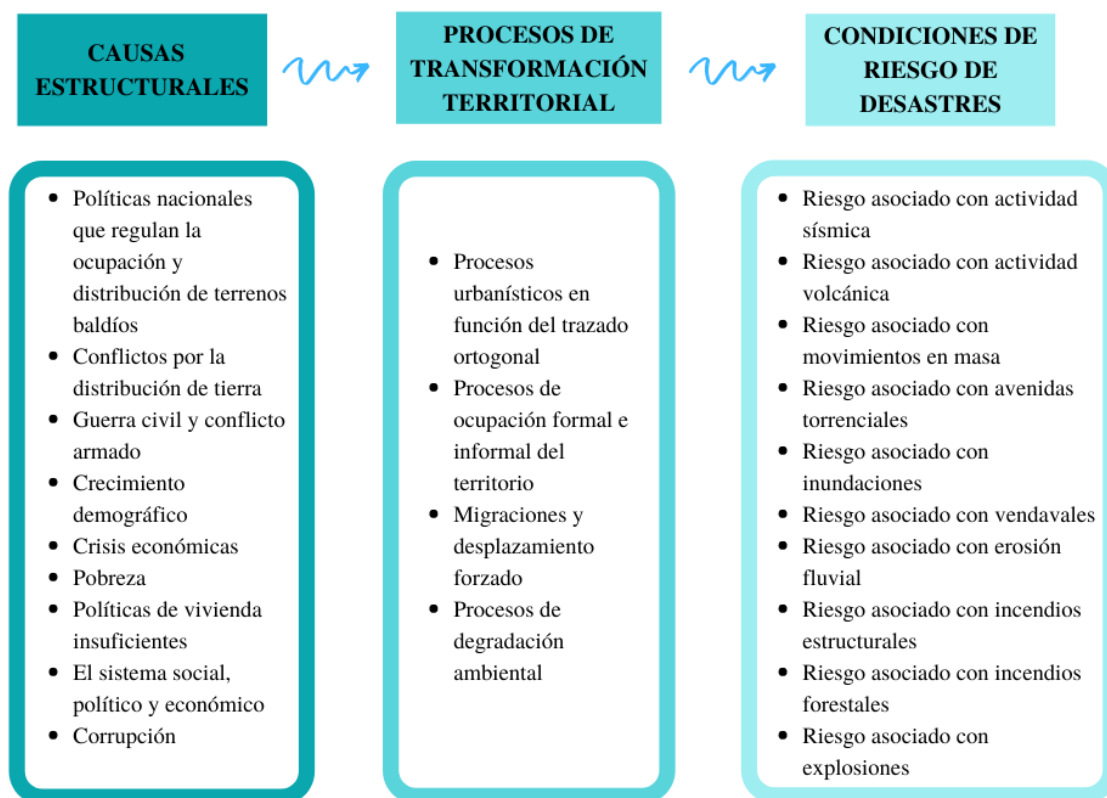 CAUSAS
ESTRUCTURALES
PROCESOS DE
TRANSFORMACIÓN
TERRITORIAL
CONDICIONES DE
RIESGO DE
DESASTRES
• Políticas nacionales
que regulan la
ocupación y
distribución de terrenos
baldíos
• Conflictos por la
distribución de tierra
• Guerra civil y conflicto
armado
• Crecimiento
demográfico
• Crisis económicas
• Pobreza
• Políticas de vivienda
insuficientes
• El sistema social,
político y económico
• Corrupción
• Procesos
urbanísticos en
función del trazado
ortogonal
• Procesos de
ocupación formal e
informal del
territorio
• Migraciones y
desplazamiento
forzado
• Procesos de
degradación
ambiental
• Riesgo asociado con actividad
sísmica
• Riesgo asociado con actividad
volcánica
• Riesgo asociado con
movimientos en masa
• Riesgo asociado con avenidas
torrenciales
• Riesgo asociado con
inundaciones
• Riesgo asociado con vendavales
• Riesgo asociado con erosión
fluvial
• Riesgo asociado con incendios
estructurales
• Riesgo asociado con incendios
forestales
• Riesgo asociado con
explosiones